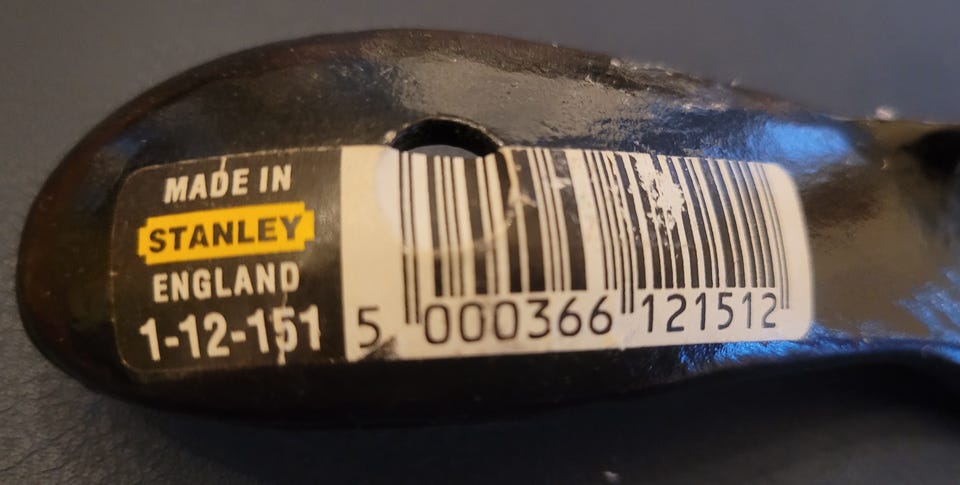 MADE IN
STANLEY
ENGLAND
1-12-151
5 000366 121512